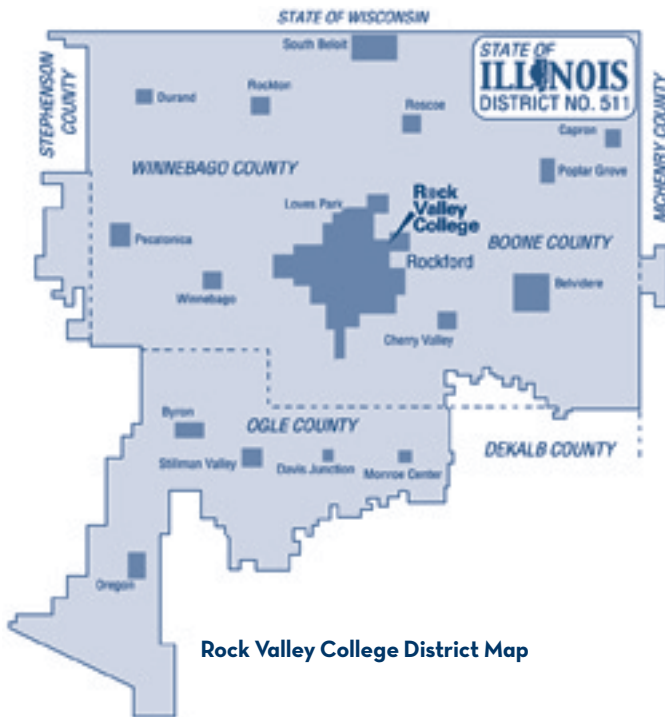 STATE OF WISCONSIN
South Beloit
STATE OF
ILLINOIS
DISTRICT NO. 511
STEPHENSON
COUNTY
MCHENRY COUNTY
Durand
Rockton
Roscoe
Capron
WINNEBAGO COUNTY
Poplar Grove
Loves Park
Rock
Valley
College
Pecatonica
BOONE COUNTY
Rockford
Winnebago
Belvidere
Cherry Valley
Byron
OGLE COUNTY
Stillman Valley
Davis Junction
Monroe Center
DEKALB COUNTY
Oregon
Rock Valley College District Map